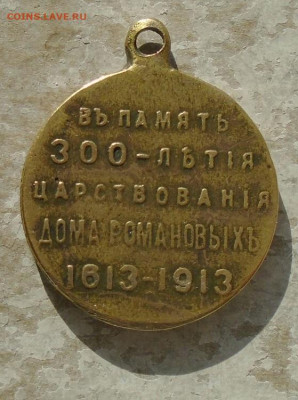 COINS.LAVE.RU
ВЪ ПАМЯТЬ
300-ЛѢТІЯ
ЦАРСТВОВАНІЯ
ДОМА РОМАНОВЫХЪ
1613-1913